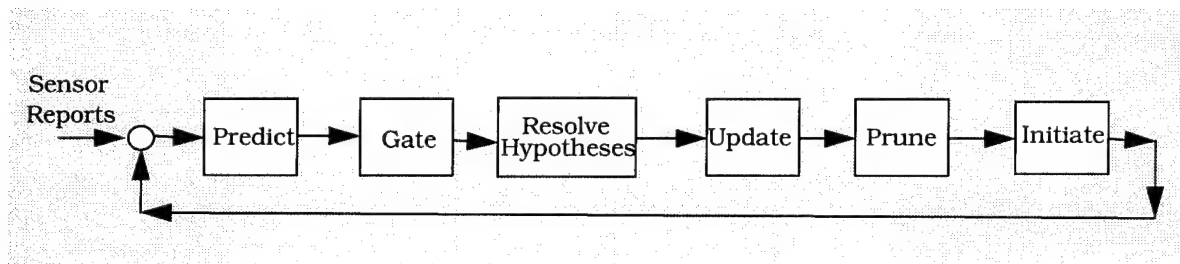 Sensor
Reports
Predict
Gate
Resolve
Hypotheses
Update
Prune
Initiate